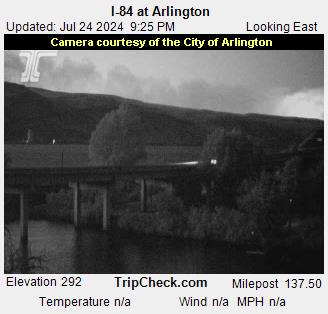 I-84 at Arlington
Updated: Jul 24 2024  9:25 PM Looking East
Camera courtesy of the City of Arlington
Elevation 292 TripCheck.com Milepost 137.50
Temperature n/a Wind n/a MPH n/a